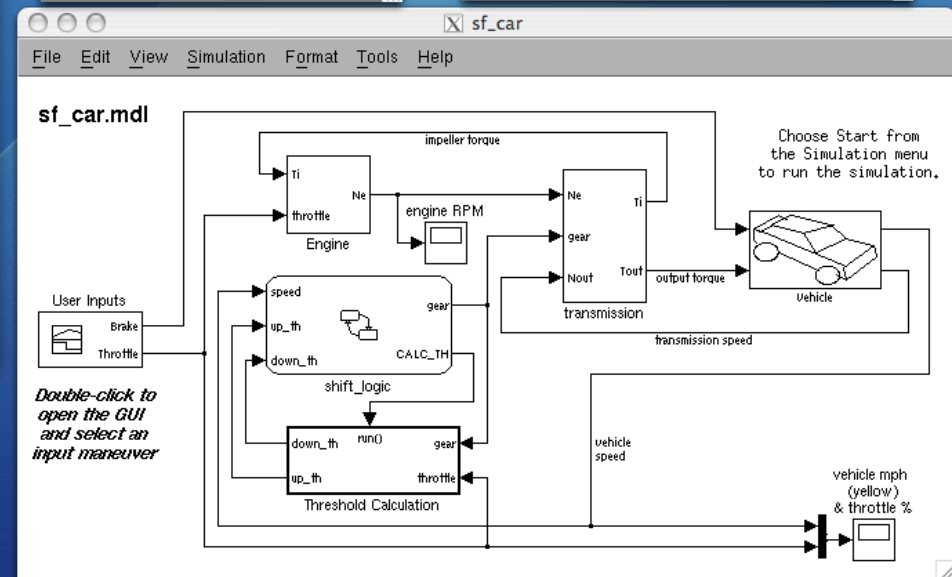 sf_car
File Edit View Simulation Format Tools Help
sf_car.mdl
impeller torque
Choose Start from
the Simulation menu
to run the simulation.
Ti
throttle
Ne
Engine
engine RPM
Ne
gear
Nout
Ti
Tout
transmission
output torque
Vehicle
transmission speed
User Inputs
Brake
Throttle
Double-click to
open the GUI
and select an
input maneuver
speed
up_th
down_th
gear
CALC_TH
shift_logic
run()
down_th
up_th
gear
throttle
Threshold Calculation
vehicle
speed
vehicle mph
(yellow)
& throttle %